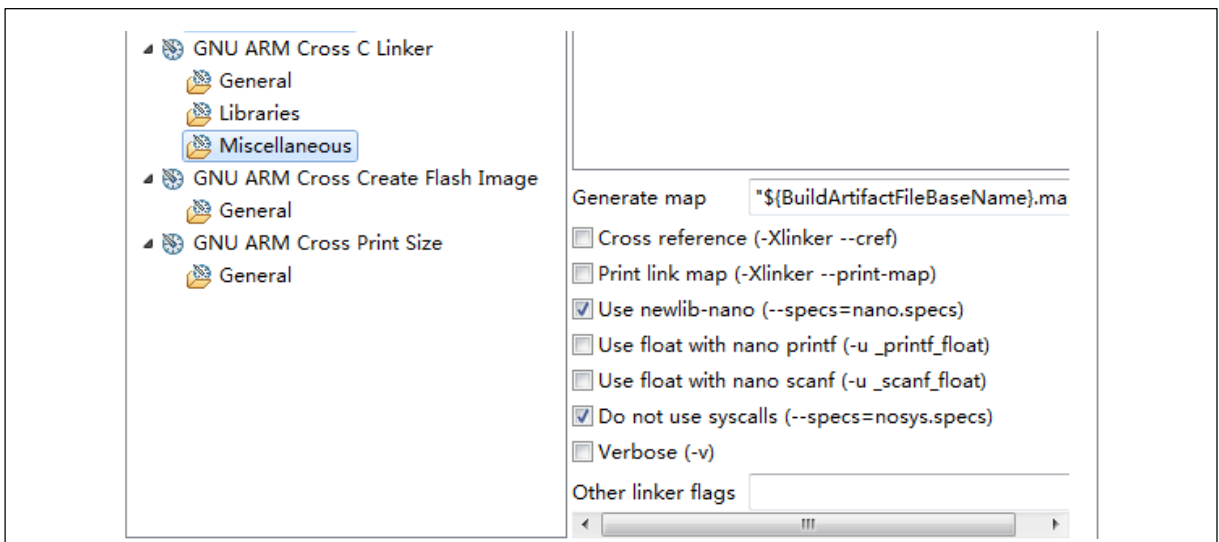 GNU ARM Cross C Linker
General
Libraries
Miscellaneous
GNU ARM Cross Create Flash Image
General
GNU ARM Cross Print Size
General
Generate map "${BuildArtifactFileBaseName}.ma
Cross reference (-Xlinker --cref)
Print link map (-Xlinker --print-map)
Use newlib-nano (--specs=nano.specs)
Use float with nano printf (-u _printf_float)
Use float with nano scanf (-u _scanf_float)
Do not use syscalls (--specs=nosys.specs)
Verbose (-v)
Other linker flags